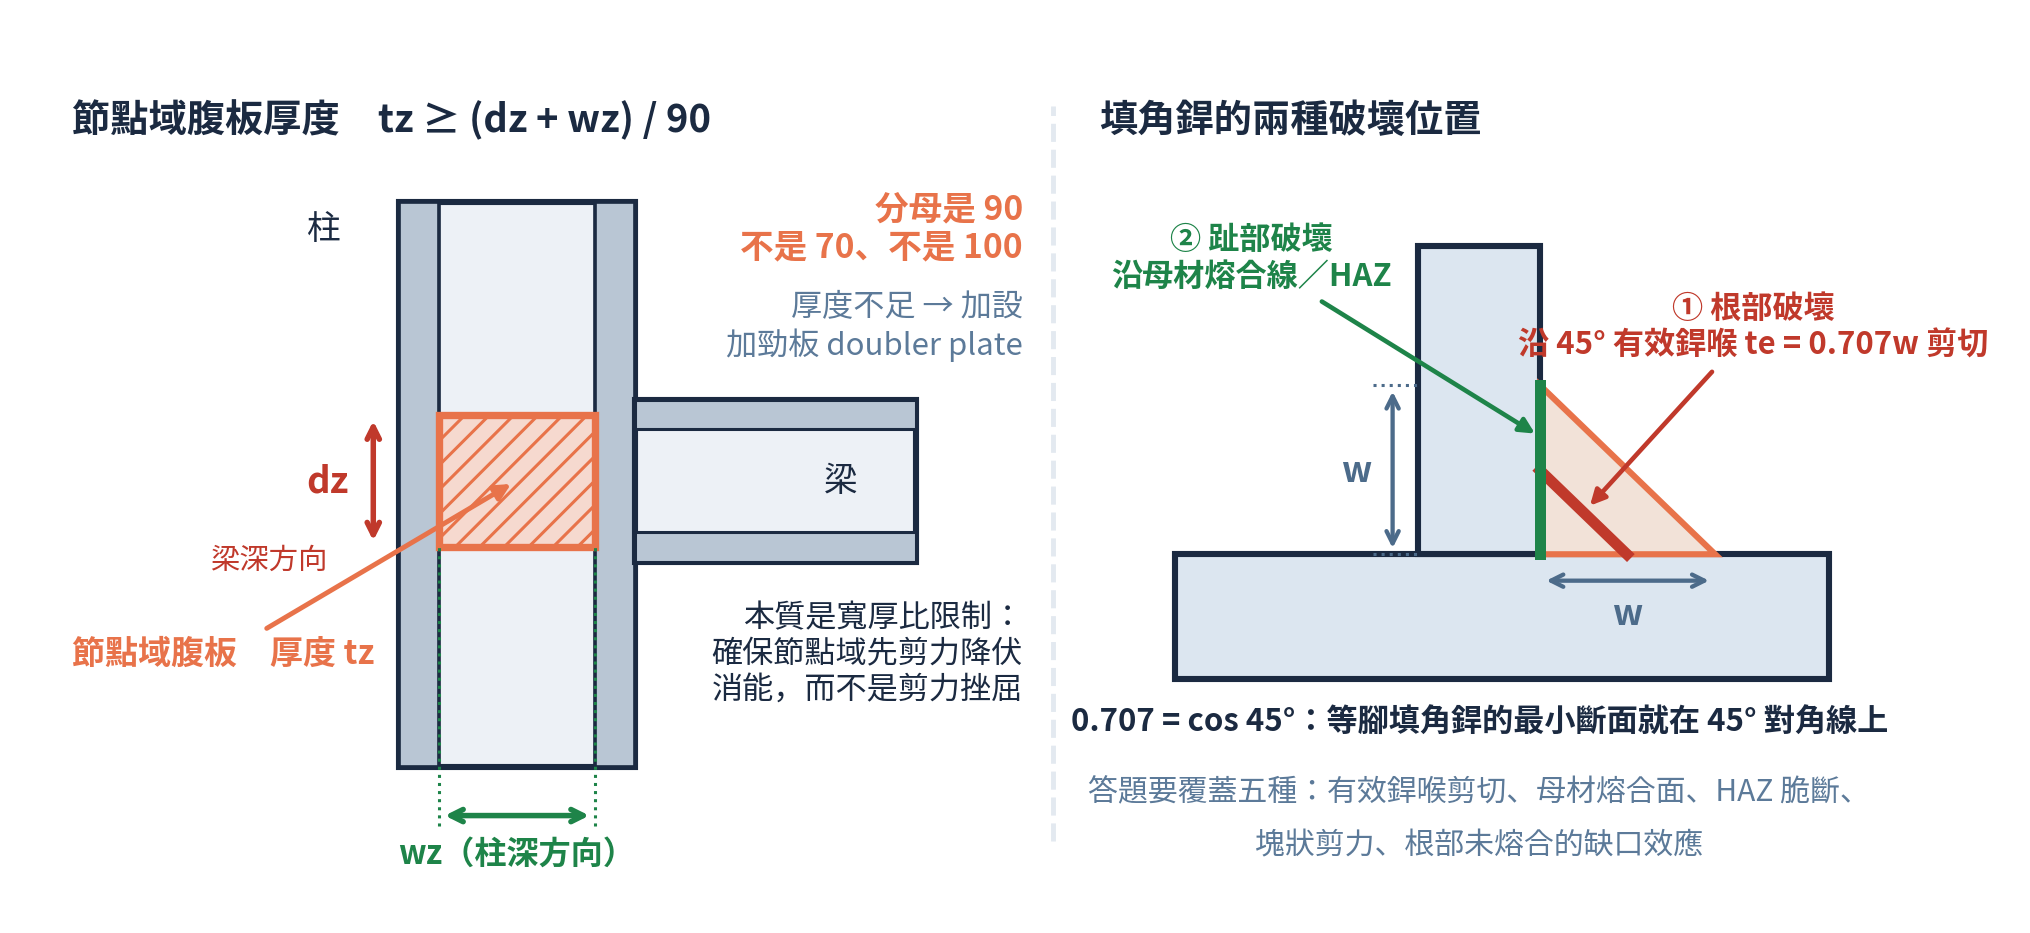 節點域腹板厚度　tz ≥ (dz + wz) / 90
柱
分母是 90
不是 70、不是 100
厚度不足 → 加設
加勁板 doubler plate
dz
梁
梁深方向
節點域腹板　厚度 tz
本質是寬厚比限制：
確保節點域先剪力降伏
消能，而不是剪力挫屈
wz（柱深方向）
填角銲的兩種破壞位置
② 趾部破壞
沿母材熔合線／HAZ
① 根部破壞
沿 45° 有效銲喉 te = 0.707w 剪切
w
w
0.707 = cos 45°：等腳填角銲的最小斷面就在 45° 對角線上
答題要覆蓋五種：有效銲喉剪切、母材熔合面、HAZ 脆斷、
塊狀剪力、根部未熔合的缺口效應